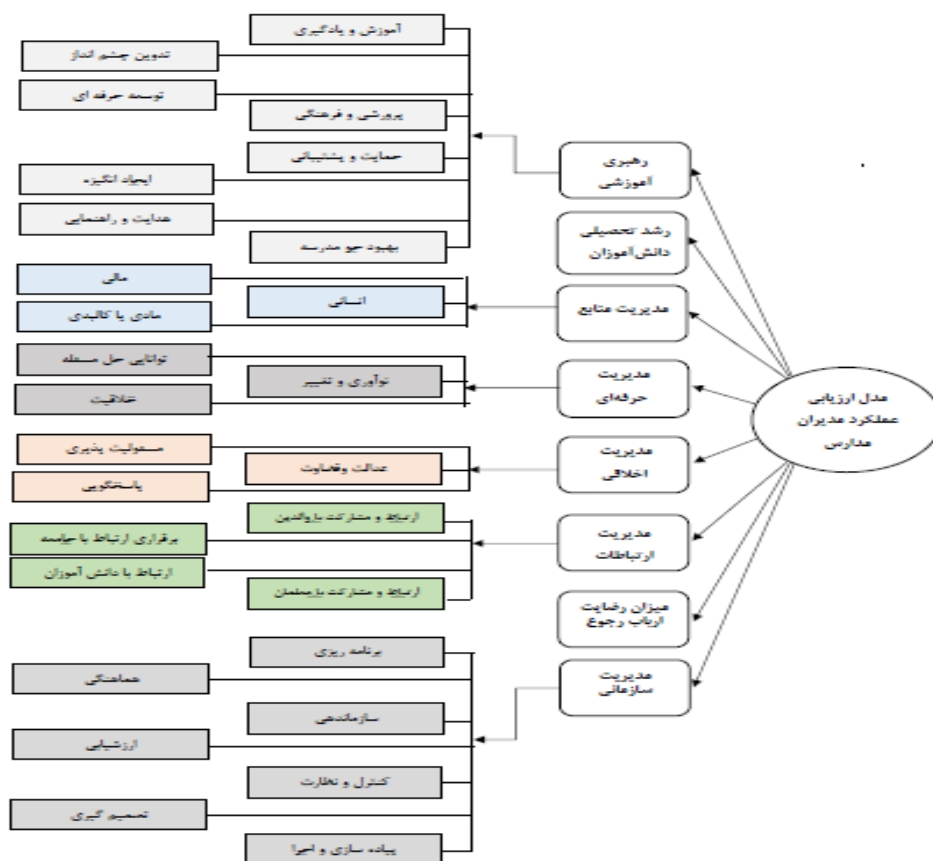 مدل ارزیابی
عملکرد مدیران
مدارس
رهبری
آموزشی
رشد تحصیلی
دانش‌آموزان
مدیریت منابع
مدیریت
حرفه‌ای
مدیریت
اخلاقی
مدیریت
ارتباطات
میزان رضایت
ارباب رجوع
مدیریت
سازمانی
آموزش و یادگیری
تدوین چشم انداز
توسعه حرفه ای
پرورشی و فرهنگی
حمایت و پشتیبانی
ایجاد انگیزه
هدایت و راهنمایی
بهبود جو مدرسه
مالی
انسانی
مادی یا کالبدی
توانایی حل مسئله
نوآوری و تغییر
خلاقیت
مسئولیت پذیری
عدالت وقضاوت
پاسخگویی
ارتباط و مشارکت با والدین
برقراری ارتباط با جامعه
ارتباط با دانش آموزان
ارتباط و مشارکت با معلمان
برنامه ریزی
هماهنگی
سازماندهی
ارزشیابی
کنترل و نظارت
تصمیم گیری
پیاده سازی و اجرا